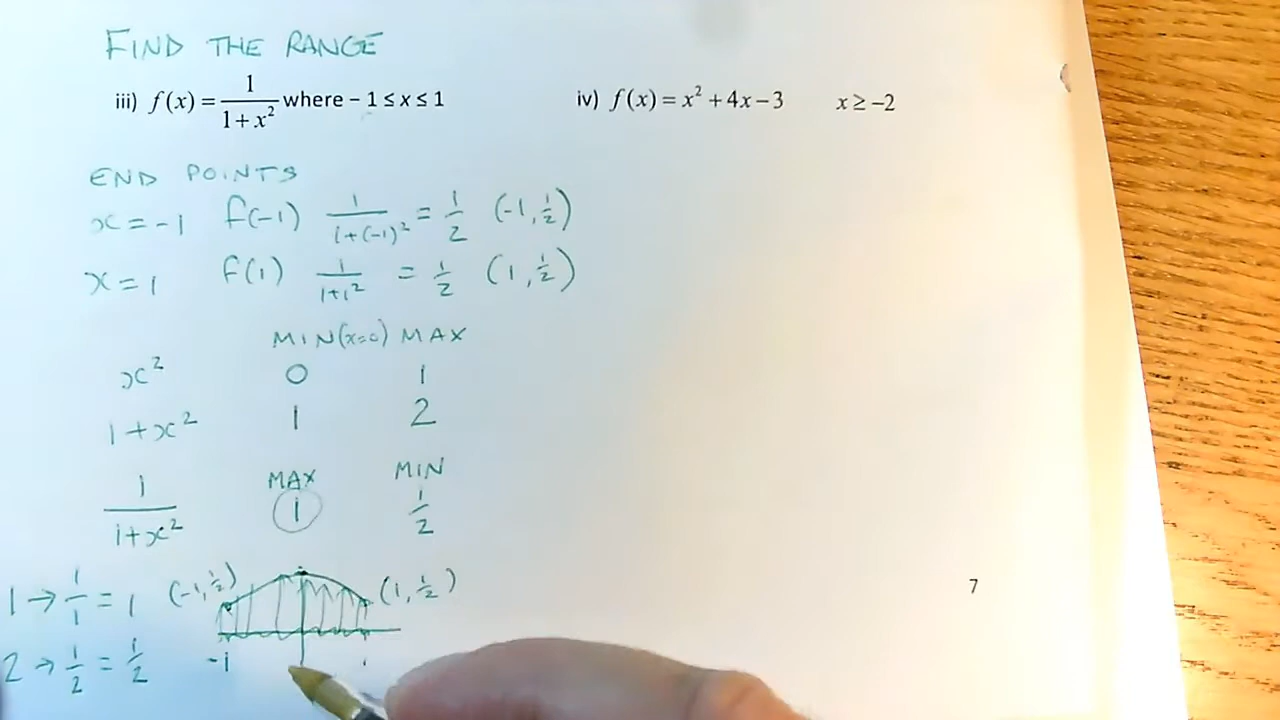 FIND THE RANGE
iii) f(x) = 1/(1+x²) where – 1 ≤ x ≤ 1
iv) f(x) = x² + 4x – 3 x ≥ –2
END POINTS
x = -1 f(-1) 1/(1+(-1)²) = 1/2 (-1, 1/2)
x = 1 f(1) 1/(1+1²) = 1/2 (1, 1/2)
MIN (x=0) MAX
x² 0 1
1 + x² 1 2
MAX MIN
1/(1+x²) 1 1/2
1 → 1/1 = 1
(-1, 1/2) (1, 1/2)
2 → 1/2 = 1/2
-1 1
7